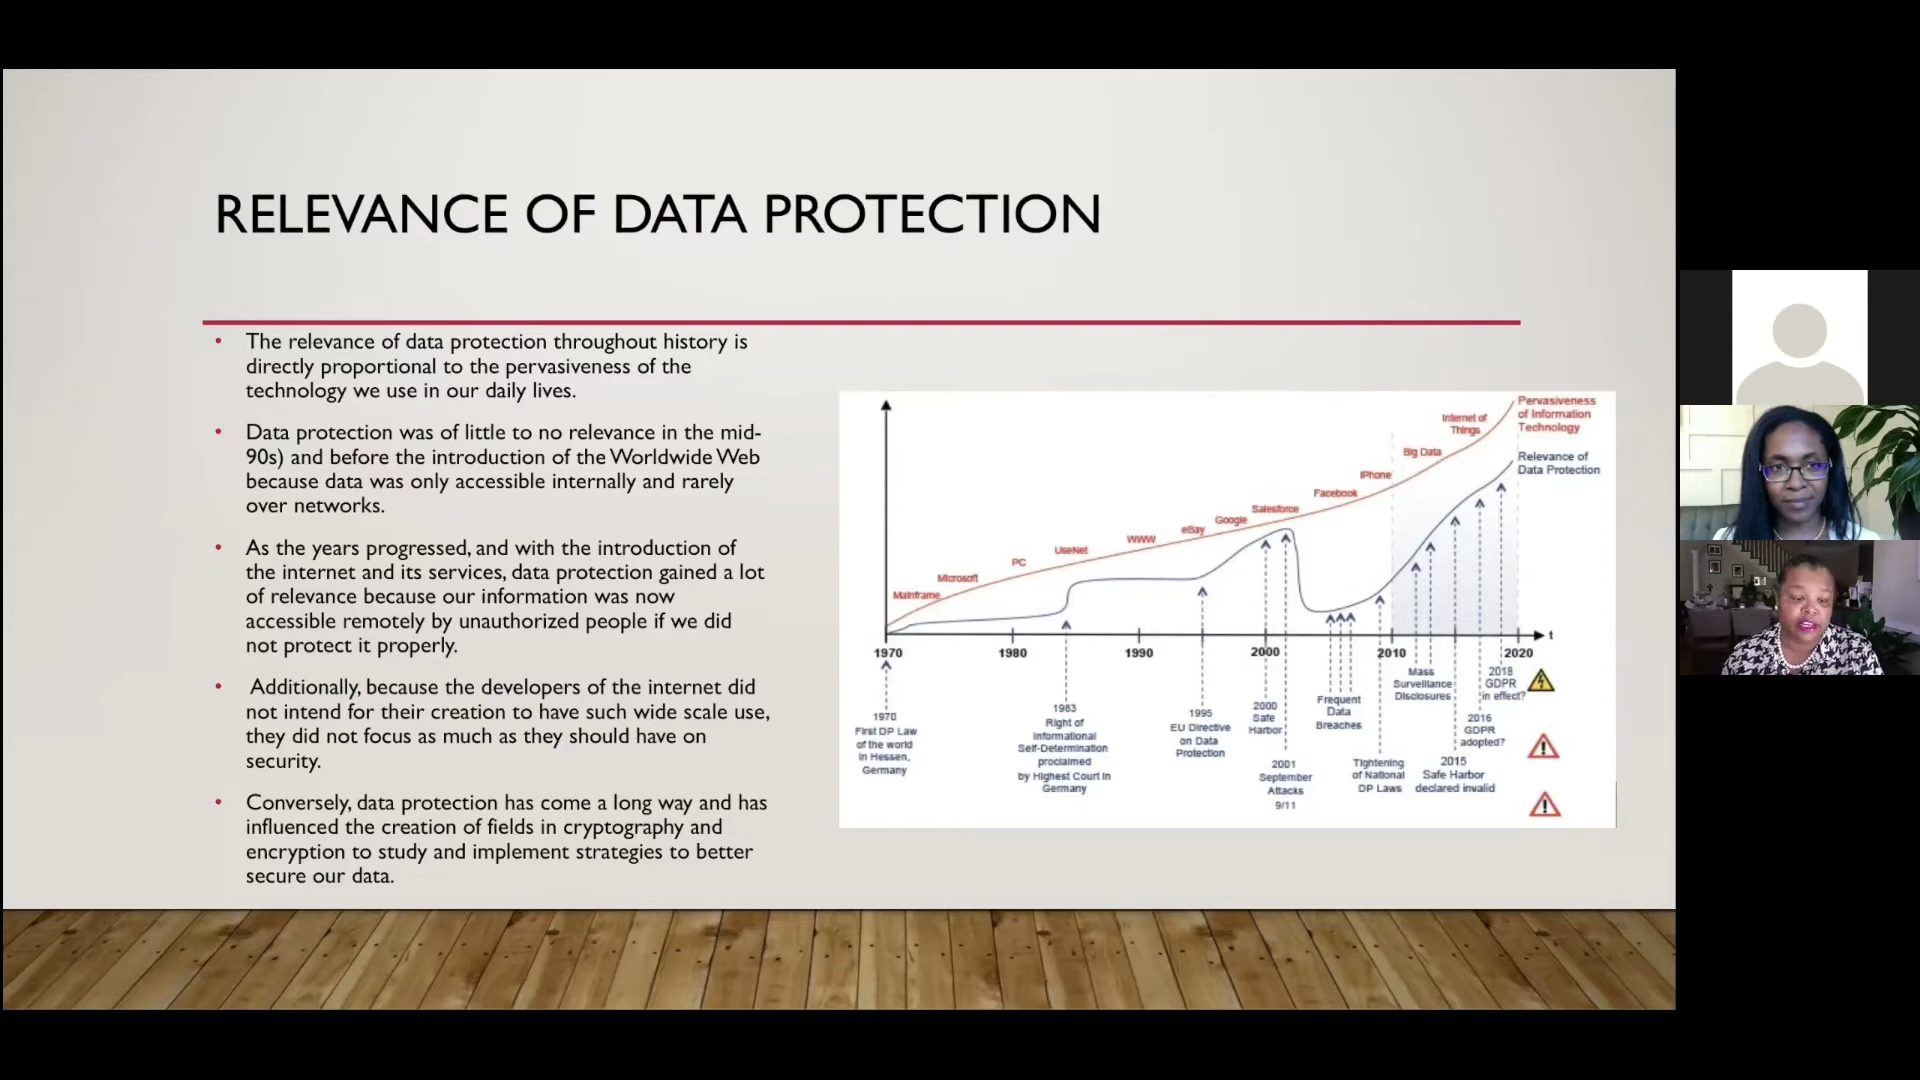 RELEVANCE OF DATA PROTECTION
• The relevance of data protection throughout history is
directly proportional to the pervasiveness of the
technology we use in our daily lives.
• Data protection was of little to no relevance in the mid-
90s) and before the introduction of the Worldwide Web
because data was only accessible internally and rarely
over networks.
• As the years progressed, and with the introduction of
the internet and its services, data protection gained a lot
of relevance because our information was now
accessible remotely by unauthorized people if we did
not protect it properly.
• Additionally, because the developers of the internet did
not intend for their creation to have such wide scale use,
they did not focus as much as they should have on
security.
• Conversely, data protection has come a long way and has
influenced the creation of fields in cryptography and
encryption to study and implement strategies to better
secure our data.
Mainframe
Microsoft
PC
UseNet
WWW
eBay
Google
Salesforce
Facebook
iPhone
Big Data
Internet of
Things
Pervasiveness
of Information
Technology
Relevance of
Data Protection
1970
1980
1990
2000
2010
2020
t
1970
First DP Law
of the world
in Hessen,
Germany
1983
Right of
Informational
Self-Determination
proclaimed
by Highest Court in
Germany
1995
EU Directive
on Data
Protection
2000
Safe
Harbor
2001
September
Attacks
9/11
Frequent
Data
Breaches
Tightening
of National
DP Laws
Mass
Surveillance
Disclosures
2015
Safe Harbor
declared invalid
2016
GDPR
adopted?
2018
GDPR
in effect?